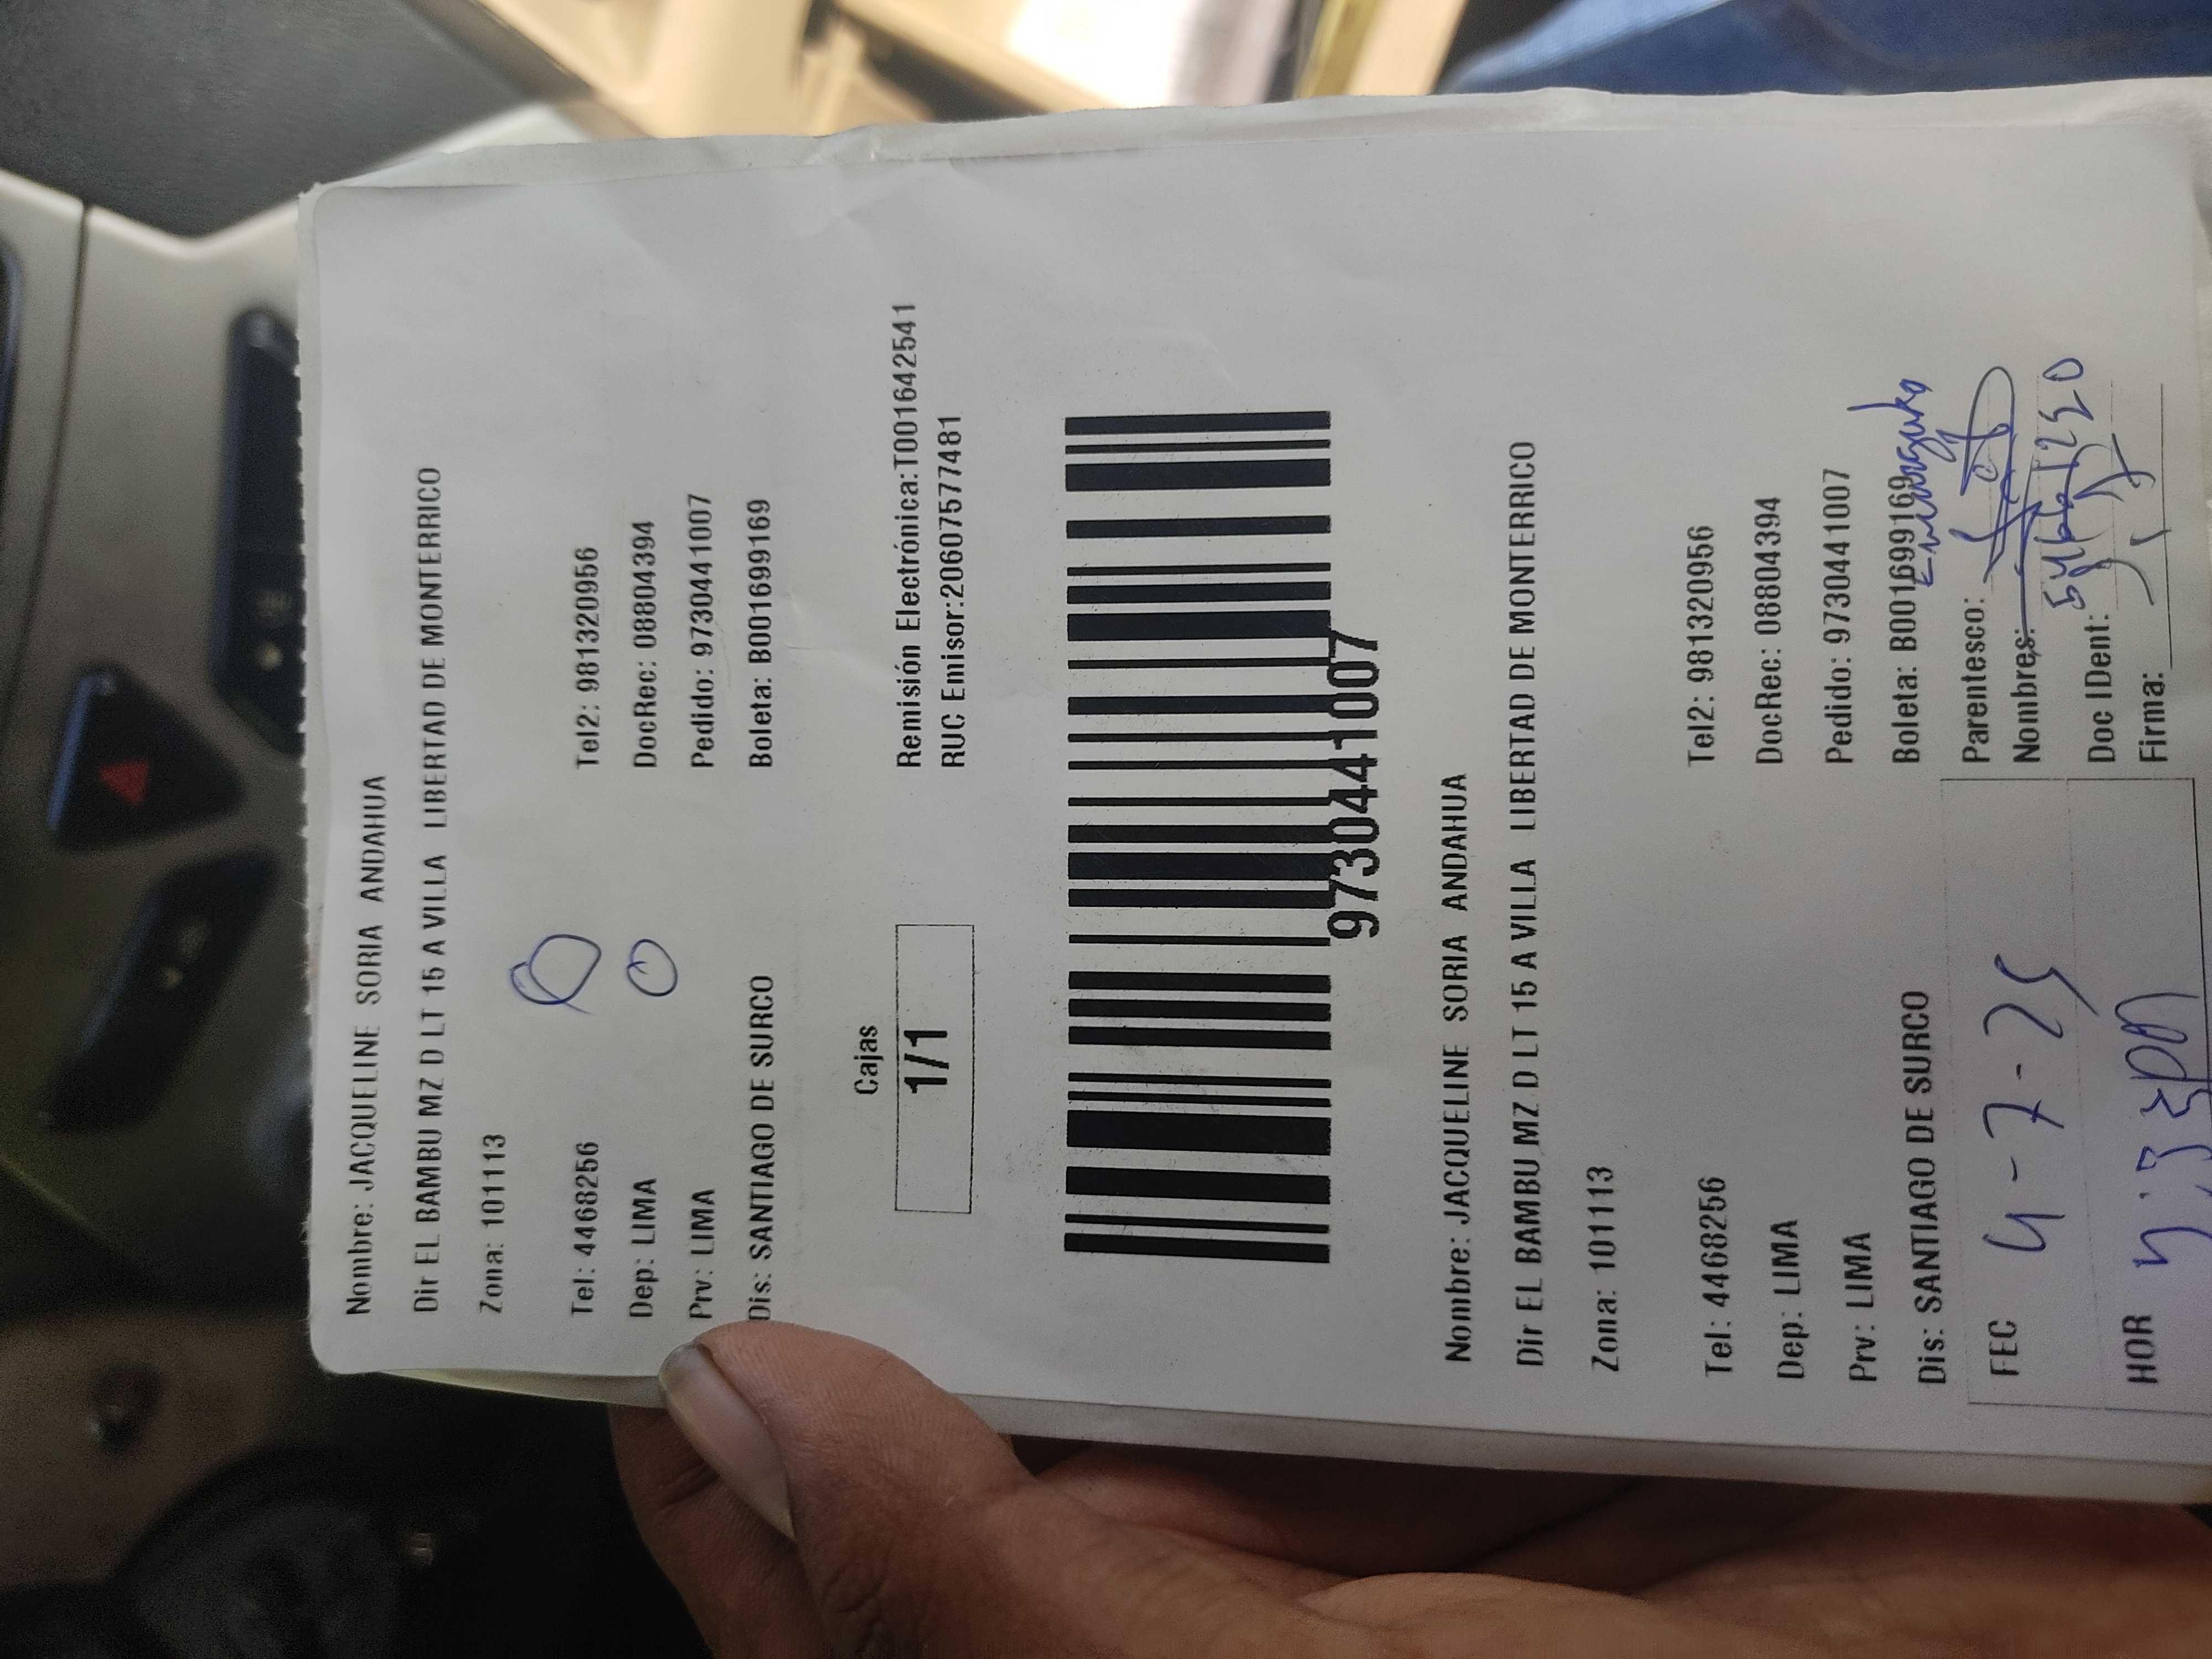 Nombre: JACQUELINE SORIA ANDAHUA
Dir EL BAMBU MZ D LT 15 A VILLA LIBERTAD DE MONTERRICO
Zona: 101113
Tel: 4468256 Tel2: 981320956
Dep: LIMA DocRec: 08804394
Prv: LIMA Pedido: 9730441007
Dis: SANTIAGO DE SURCO Boleta: B001699169
Cajas
1/1
Remisión Electrónica:T001642541
RUC Emisor:20607577481
9730441007
Nombre: JACQUELINE SORIA ANDAHUA
Dir EL BAMBU MZ D LT 15 A VILLA LIBERTAD DE MONTERRICO
Zona: 101113
Tel: 4468256 Tel2: 981320956
Dep: LIMA DocRec: 08804394
Prv: LIMA Pedido: 9730441007
Dis: SANTIAGO DE SURCO Boleta: B001699169
FEC 4-7-25 Parentesco:
Nombres:
HOR Doc IDent:
Firma: